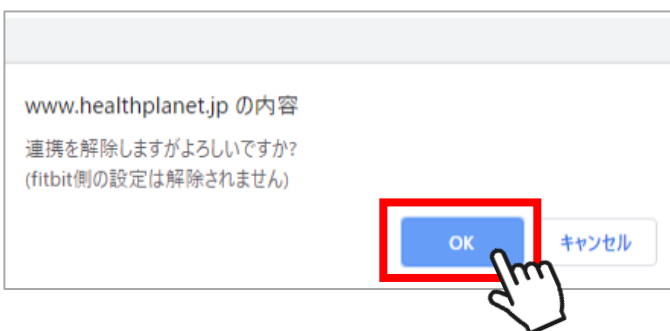 www.healthplanet.jp の内容
連携を解除しますがよろしいですか?
(fitbit側の設定は解除されません)
OK
キャンセル